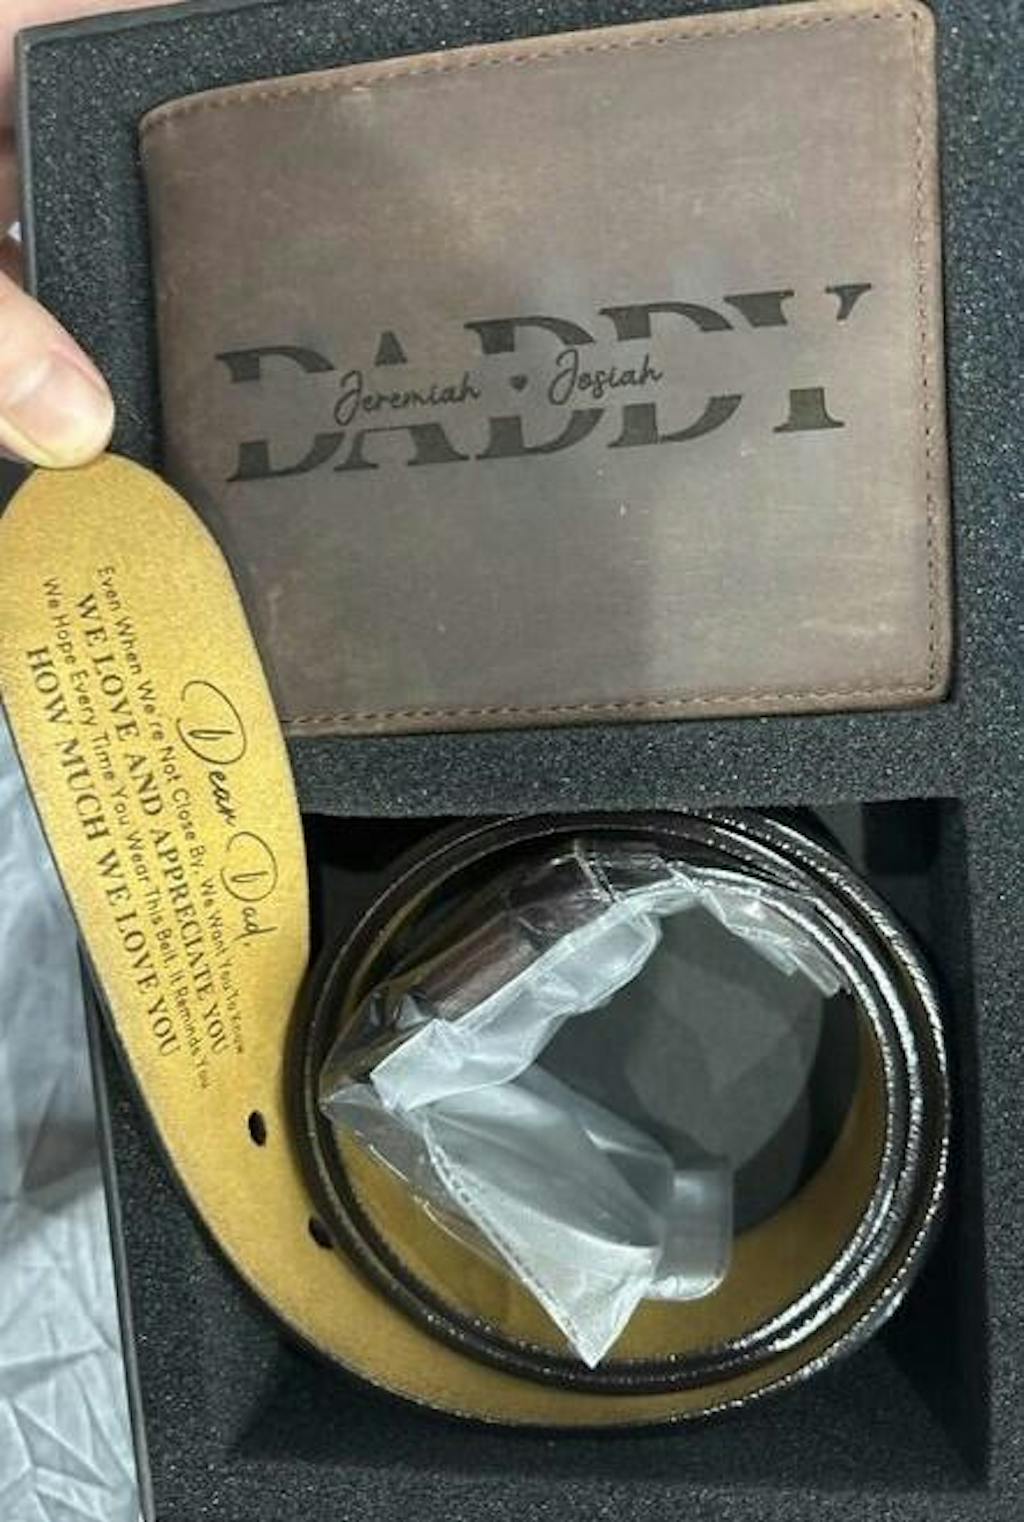 DADDY
Jeremiah ♥ Josiah
Dear Dad,
Even When We're Not Close By, We Want You To Know
WE LOVE AND APPRECIATE YOU
We Hope Every Time You Wear This Belt, it Reminds You
HOW MUCH WE LOVE YOU